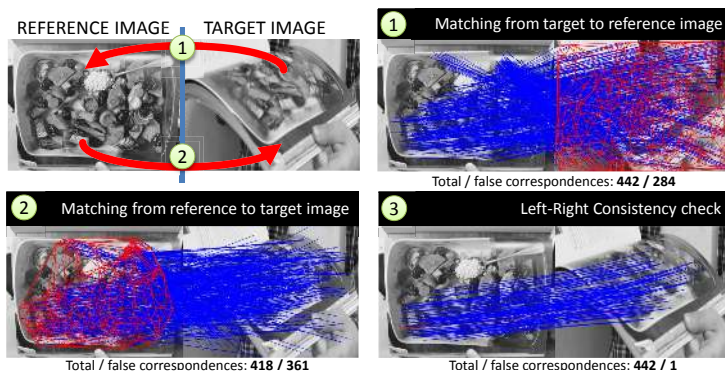 REFERENCE IMAGE
TARGET IMAGE
1
2
1 Matching from target to reference image
Total / false correspondences: 442 / 284
2 Matching from reference to target image
Total / false correspondences: 418 / 361
3 Left-Right Consistency check
Total / false correspondences: 442 / 1